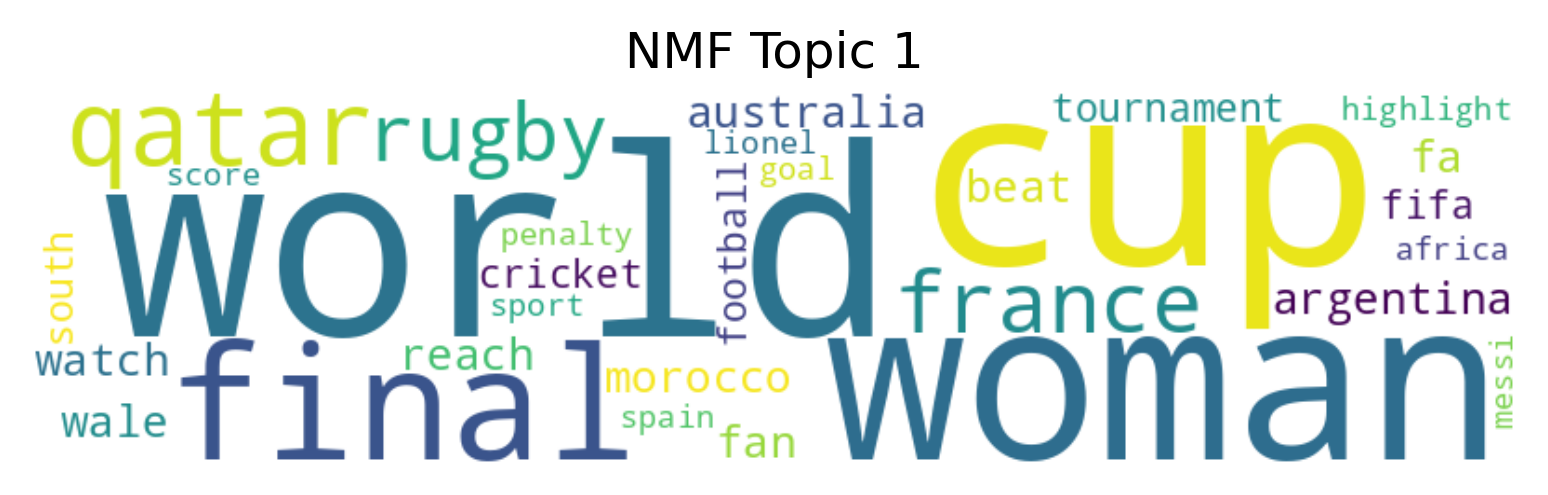 NMF Topic 1
qatar
rugby
australia
tournament
highlight
lionel
score
goal
fa
world
cup
beat
fifa
south
penalty
cricket
sport
football
africa
france
argentina
watch
final
reach
morocco
woman
messi
wale
spain
fan